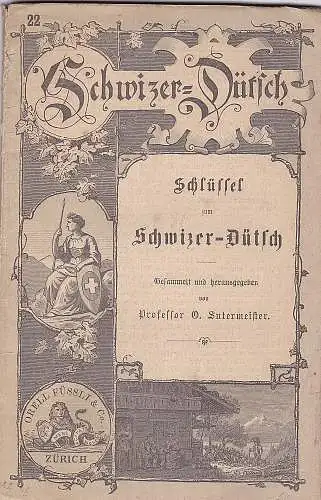 22
Schwizer-Dütsch
Schlüssel
zum
Schwizer-Dütsch
Gesammelt und herausgegeben
von
Professor O. Sutermeister.
ORELL FÜSSLI & Co.
ZÜRICH